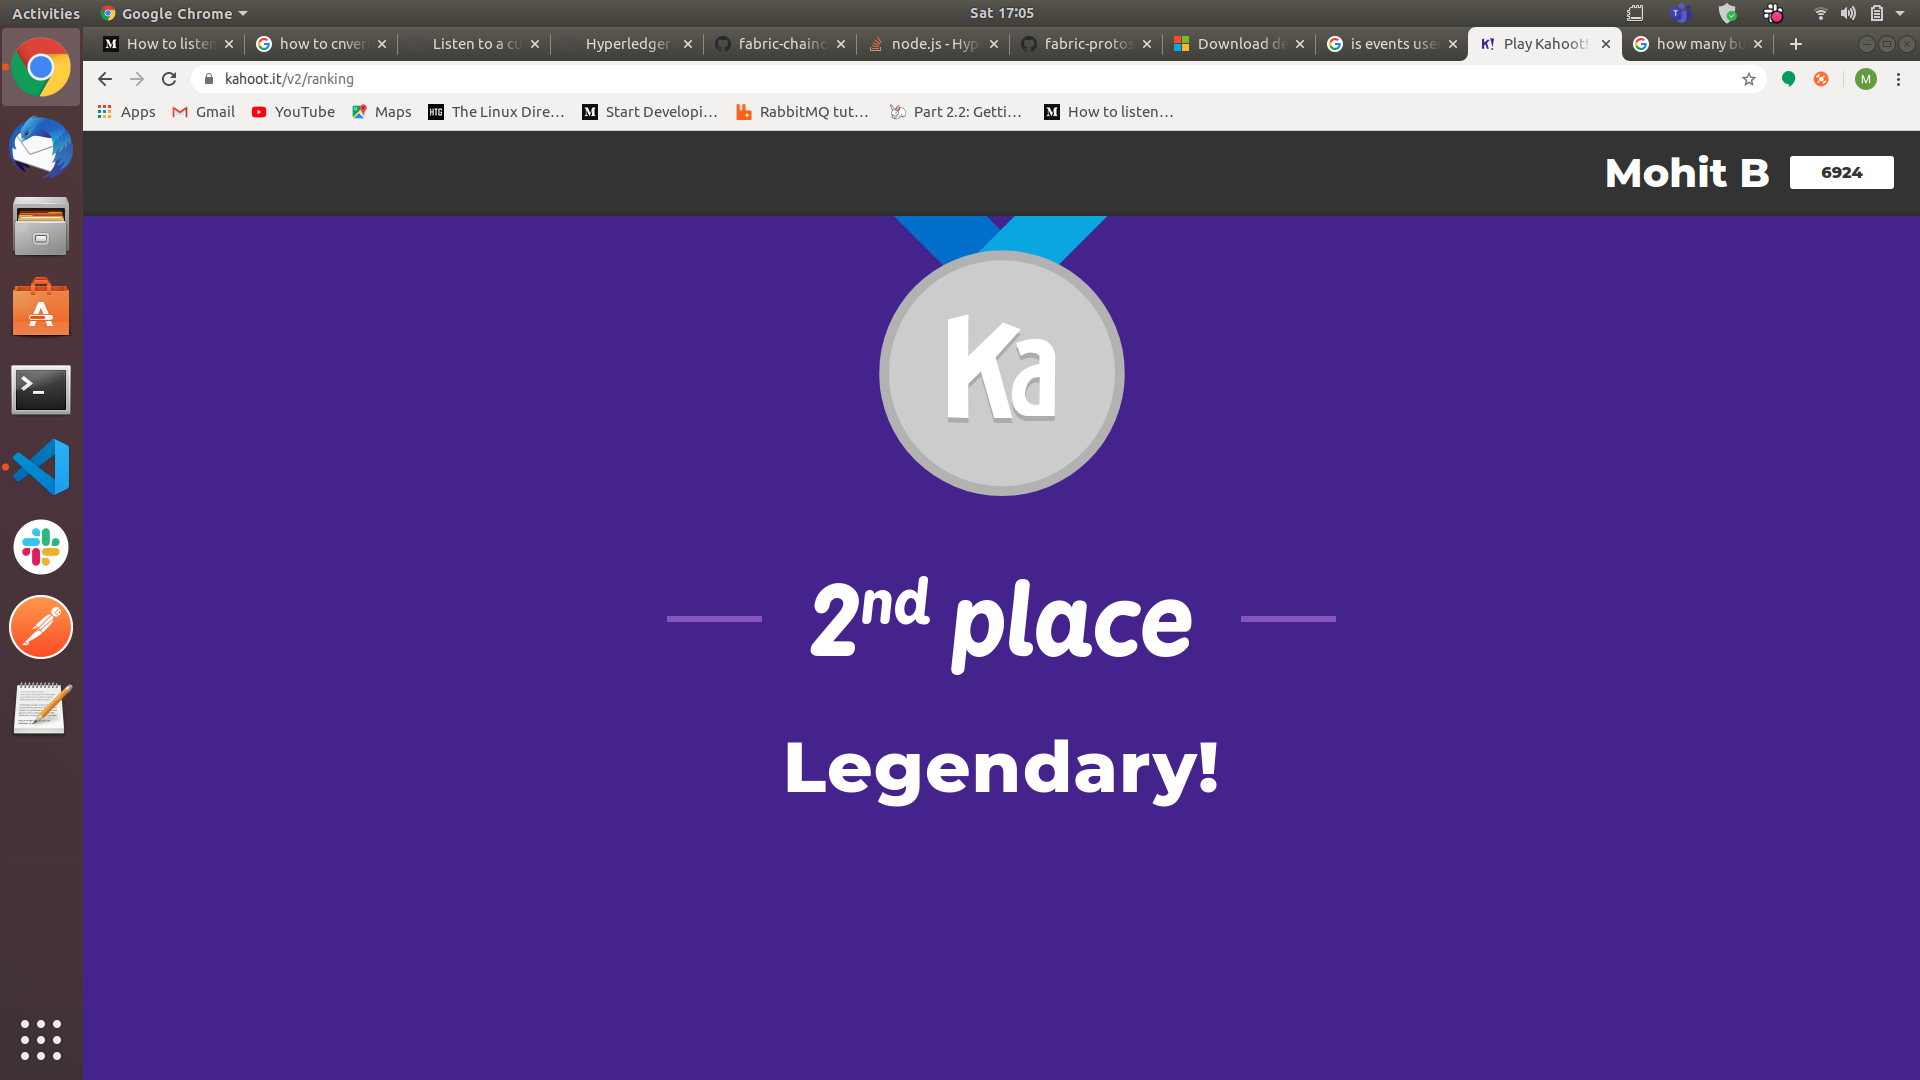 Activities Google Chrome Sat 17:05
How to listen how to cnver Listen to a cu Hyperledger fabric-chainc node.js - Hyp fabric-protos Download de is events use Play Kahoot! how many bu
kahoot.it/v2/ranking M
Apps Gmail YouTube Maps HTG The Linux Dire… Start Developi… RabbitMQ tut… Part 2.2: Getti… How to listen…
Mohit B 6924
Ka
2nd place
Legendary!